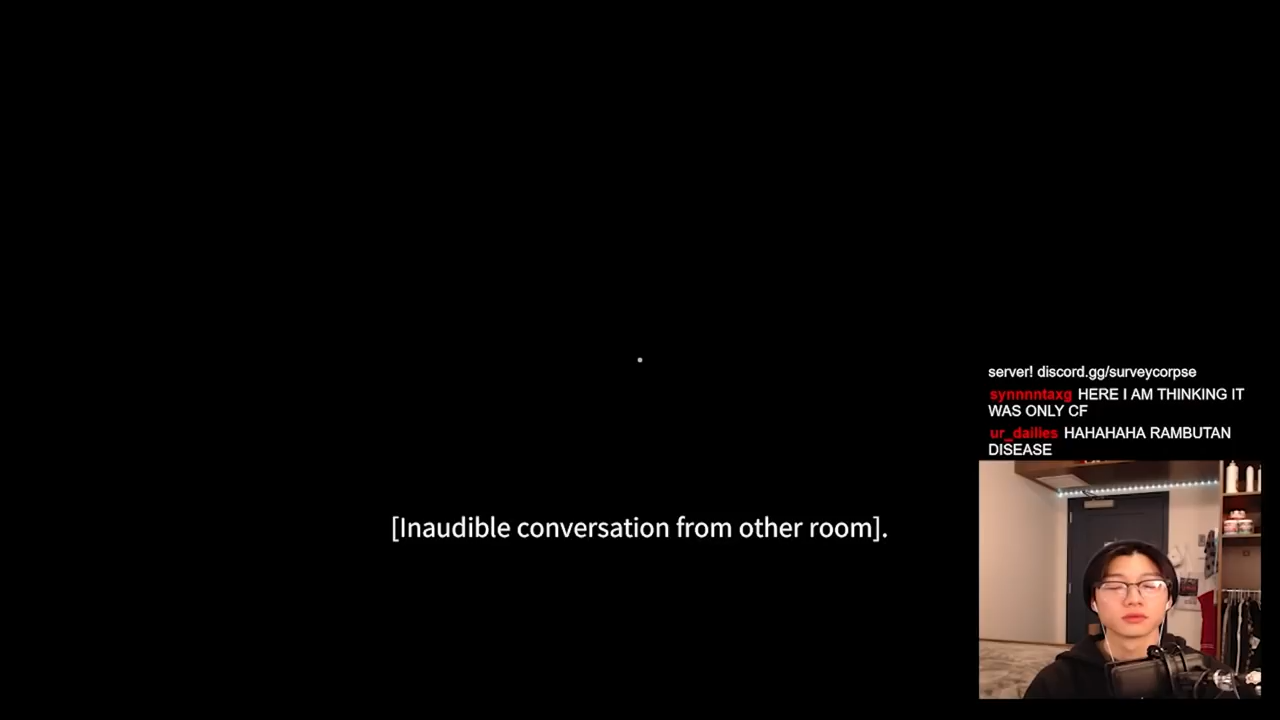 server! discord.gg/surveycorpse
synnnntaxg HERE I AM THINKING IT
WAS ONLY CF
ur_dailies HAHAHAHA RAMBUTAN
DISEASE
[Inaudible conversation from other room].